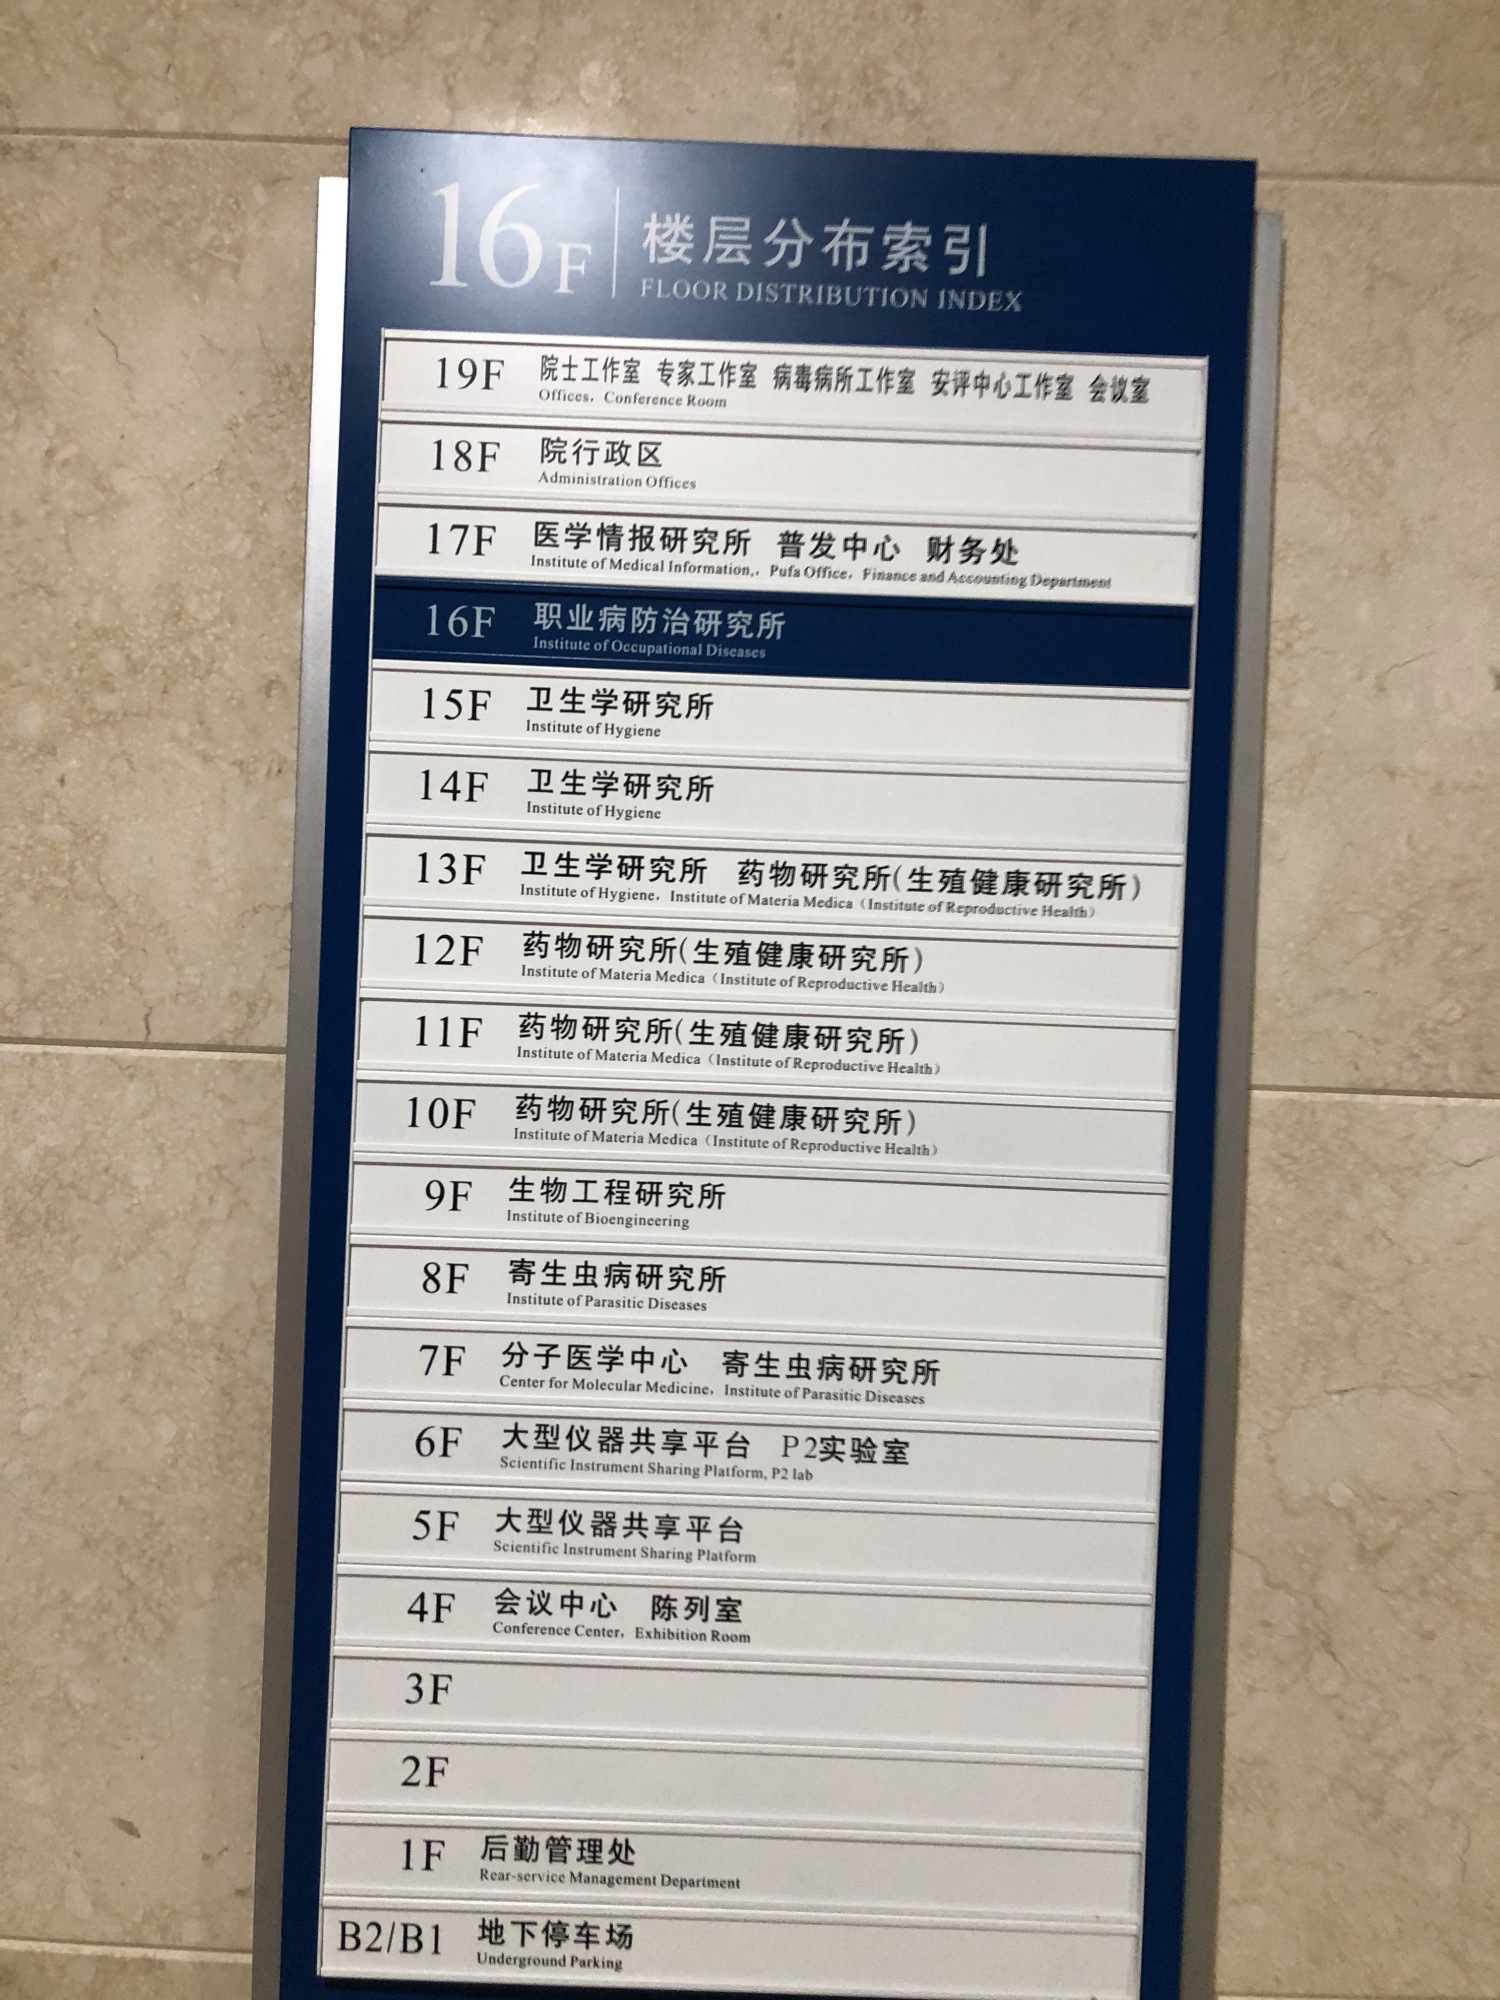 16F
楼层分布索引
FLOOR DISTRIBUTION INDEX
19F 院士工作室 专家工作室 病毒病所工作室 安评中心工作室 会议室
Offices, Conference Room
18F 院行政区
Administration Offices
17F 医学情报研究所 普发中心 财务处
Institute of Medical Information,, Pufa Office, Finance and Accounting Department
16F 职业病防治研究所
Institute of Occupational Diseases
15F 卫生学研究所
Institute of Hygiene
14F 卫生学研究所
Institute of Hygiene
13F 卫生学研究所 药物研究所(生殖健康研究所)
Institute of Hygiene, Institute of Materia Medica (Institute of Reproductive Health)
12F 药物研究所(生殖健康研究所)
Institute of Materia Medica (Institute of Reproductive Health)
11F 药物研究所(生殖健康研究所)
Institute of Materia Medica (Institute of Reproductive Health)
10F 药物研究所(生殖健康研究所)
Institute of Materia Medica (Institute of Reproductive Health)
9F 生物工程研究所
Institute of Bioengineering
8F 寄生虫病研究所
Institute of Parasitic Diseases
7F 分子医学中心 寄生虫病研究所
Center for Molecular Medicine, Institute of Parasitic Diseases
6F 大型仪器共享平台 P2实验室
Scientific Instrument Sharing Platform, P2 lab
5F 大型仪器共享平台
Scientific Instrument Sharing Platform
4F 会议中心 陈列室
Conference Center, Exhibition Room
3F
2F
1F 后勤管理处
Rear-service Management Department
B2/B1 地下停车场
Underground Parking